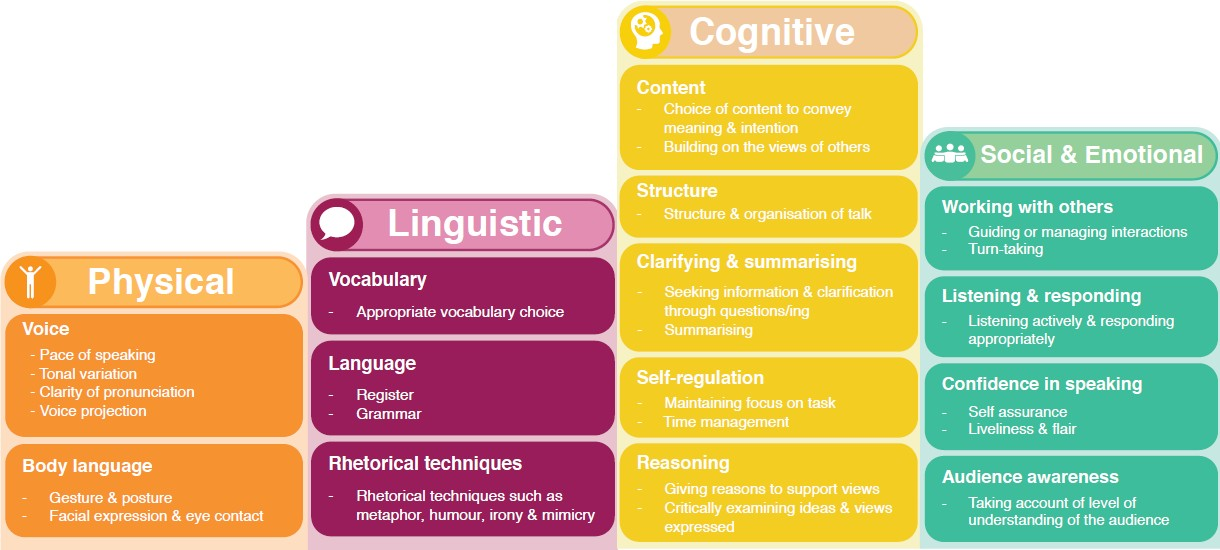 Physical
Voice
- Pace of speaking
- Tonal variation
- Clarity of pronunciation
- Voice projection
Body language
- Gesture & posture
- Facial expression & eye contact
Linguistic
Vocabulary
- Appropriate vocabulary choice
Language
- Register
- Grammar
Rhetorical techniques
- Rhetorical techniques such as
metaphor, humour, irony & mimicry
Cognitive
Content
- Choice of content to convey
meaning & intention
- Building on the views of others
Structure
- Structure & organisation of talk
Clarifying & summarising
- Seeking information & clarification
through questions/ing
- Summarising
Self-regulation
- Maintaining focus on task
- Time management
Reasoning
- Giving reasons to support views
- Critically examining ideas & views
expressed
Social & Emotional
Working with others
- Guiding or managing interactions
- Turn-taking
Listening & responding
- Listening actively & responding
appropriately
Confidence in speaking
- Self assurance
- Liveliness & flair
Audience awareness
- Taking account of level of
understanding of the audience